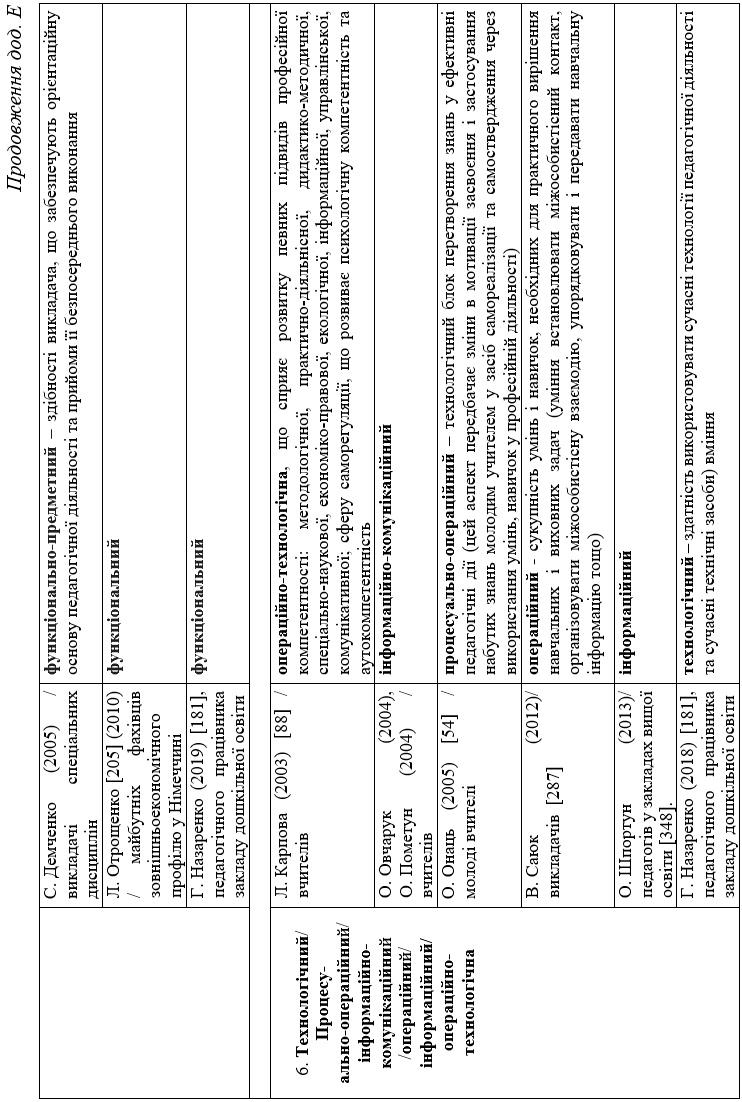 Продовження дод. Е
С. Демченко (2005) /
викладачі спеціальних
дисциплін
функціонально-предметний – здібності викладача, що забезпечують орієнтаційну
основу педагогічної діяльності та прийоми її безпосереднього виконання
Л. Отрощенко [205] (2010)
/ майбутніх фахівців
зовнішньоекономічного
профілю у Німеччині
функціональний
Г. Назаренко (2019) [181],
педагогічного працівника
закладу дошкільної освіти
функціональний
6. Технологічний/
Процесу-
ально-операційний/
інформаційно-
комунікаційний
/операційний/
інформаційний/
операційно-
технологічна
Л. Карпова (2003) [88] /
вчителів
операційно-технологічна, що сприяє розвитку певних підвидів професійної
компетентності: методологічної, практично-діяльнісної, дидактико-методичної,
спеціально-наукової, економіко-правової, екологічної, інформаційної, управлінської,
комунікативної; сферу саморегуляції, що розвиває психологічну компетентність та
аутокомпетентність
О. Овчарук (2004),
О. Пометун (2004) /
вчителів
інформаційно-комунікаційний
О. Онаць (2005) [54] /
молоді вчителі
процесуально-операційний – технологічний блок перетворення знань у ефективні
педагогічні дії (цей аспект передбачає зміни в мотивації засвоєння і застосування
набутих знань молодим учителем у засіб самореалізації та самоствердження через
використання умінь, навичок у професійній діяльності)
В. Саюк (2012)/
викладачів [287]
операційний - сукупність умінь і навичок, необхідних для практичного вирішення
навчальних і виховних задач (уміння встановлювати міжособистісний контакт,
організовувати міжособистісну взаємодію, упорядковувати і передавати навчальну
інформацію тощо)
О. Шпортун (2013)/
педагогів у закладах вищої
освіти [348].
інформаційний
Г. Назаренко (2018) [181],
педагогічного працівника
закладу дошкільної освіти
технологічний – здатність використовувати сучасні технології педагогічної діяльності
та сучасні технічні засоби) вміння